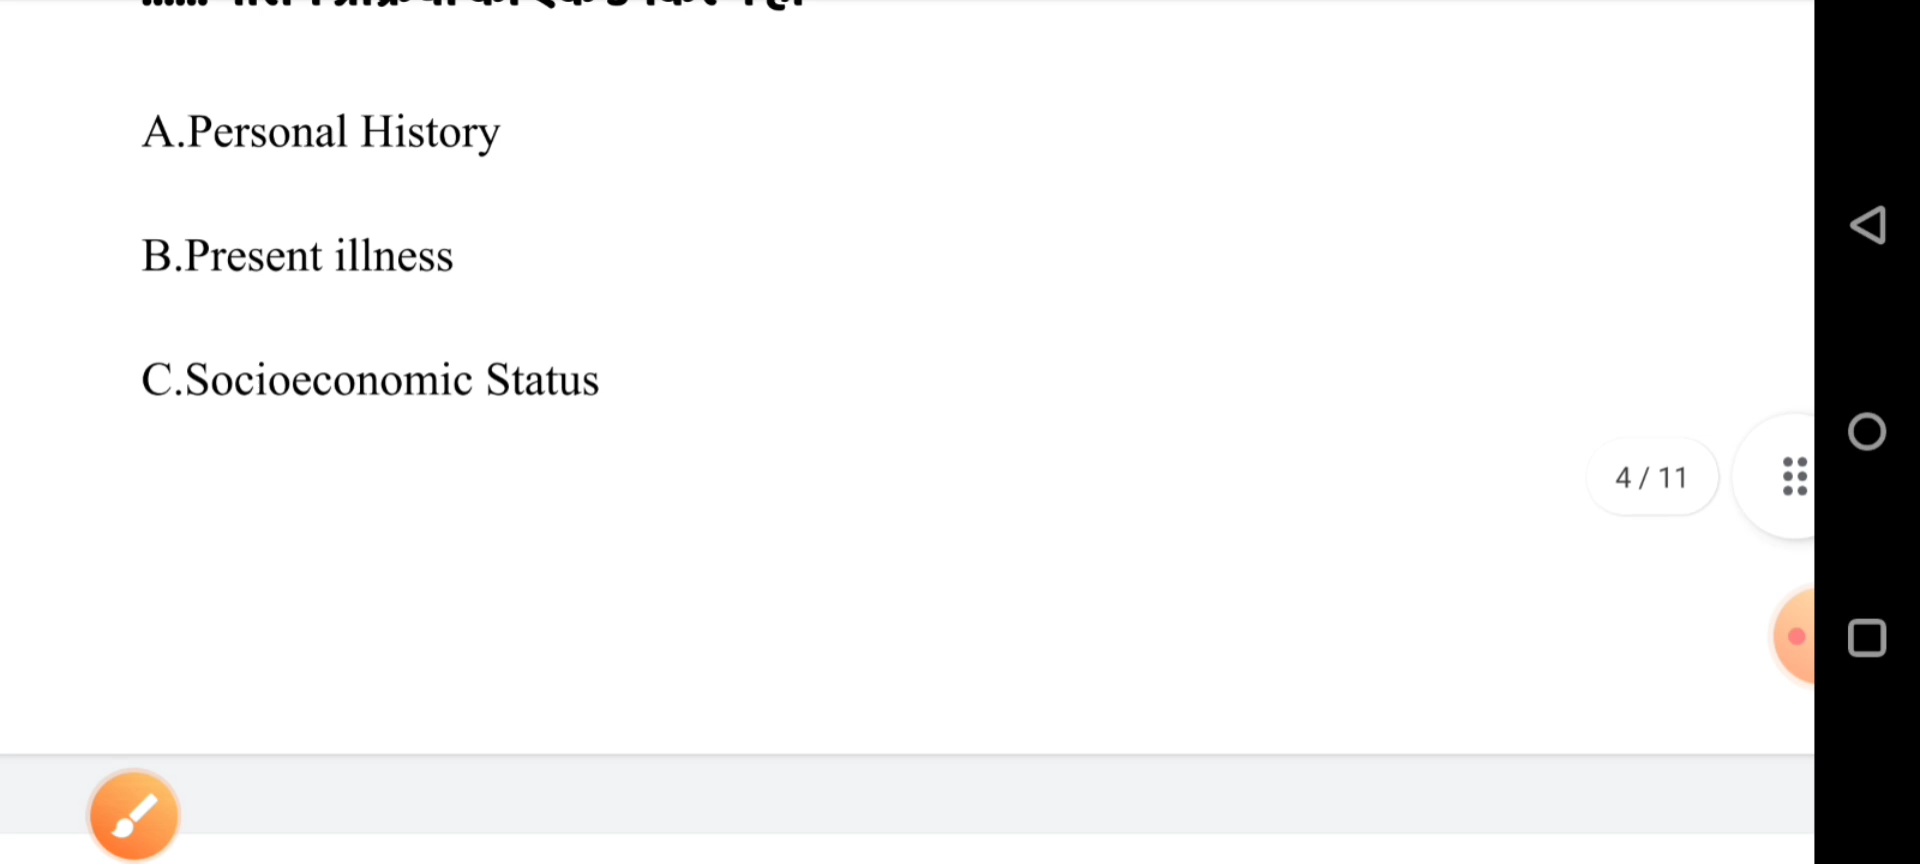 A.Personal History
B.Present illness
C.Socioeconomic Status
4 / 11